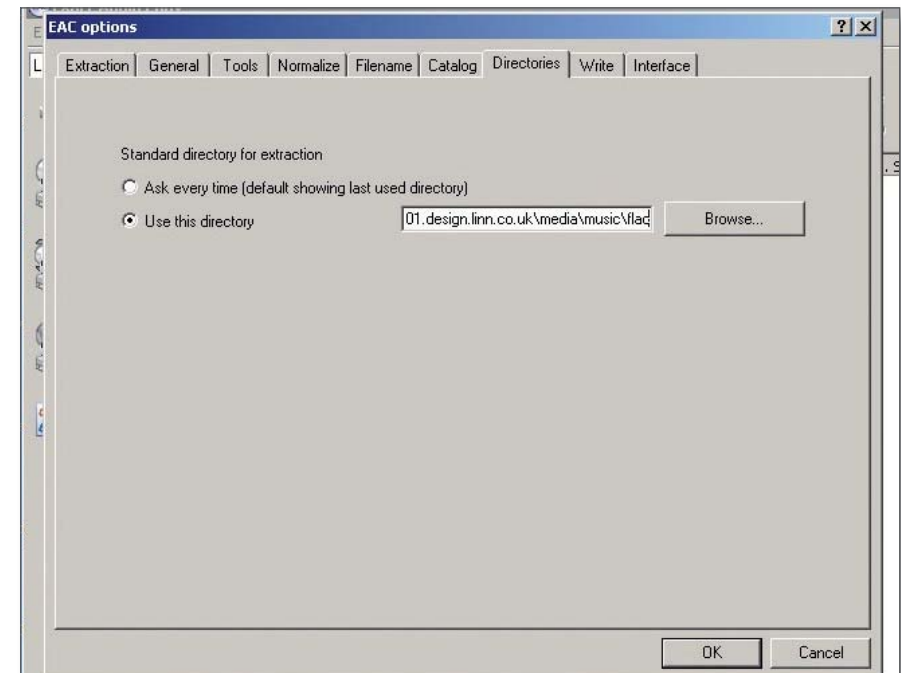 EAC options
Extraction General Tools Normalize Filename Catalog Directories Write Interface
Standard directory for extraction
Ask every time (default showing last used directory)
Use this directory 01.design.linn.co.uk\media\music\flac Browse...
OK Cancel